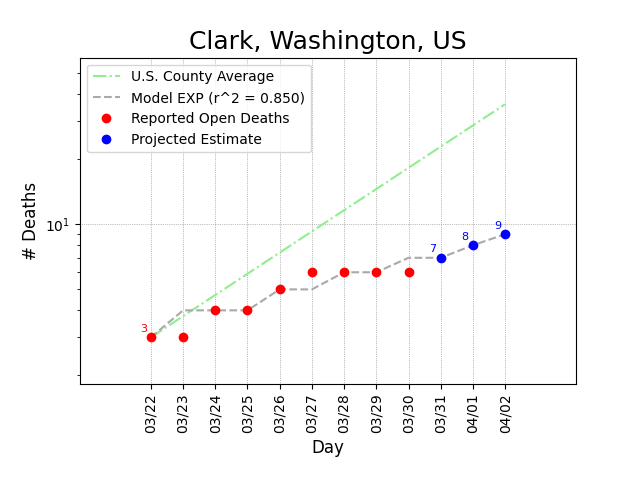 Clark, Washington, US
U.S. County Average
Model EXP (r^2 = 0.850)
Reported Open Deaths
Projected Estimate
# Deaths
10^1
3
7
8
9
03/22
03/23
03/24
03/25
03/26
03/27
03/28
03/29
03/30
03/31
04/01
04/02
Day